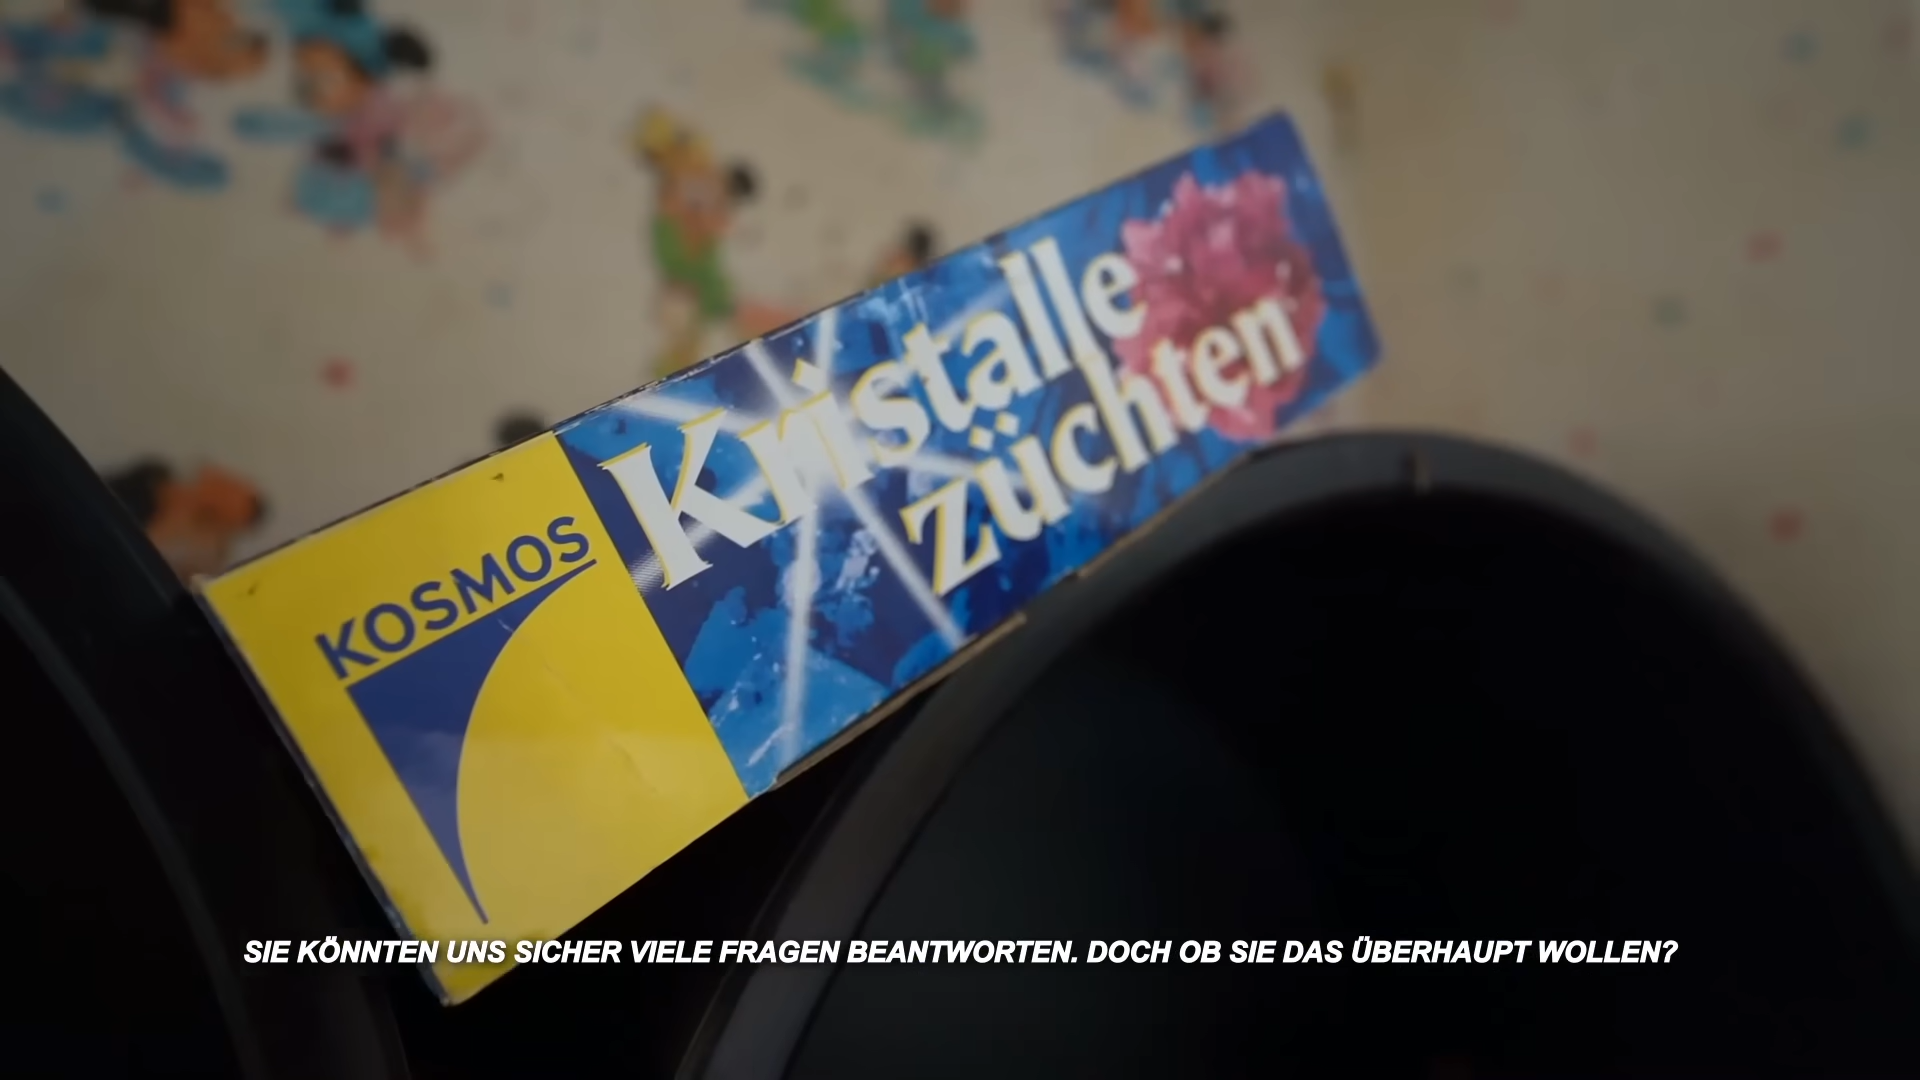 Kristalle
züchten
KOSMOS
SIE KÖNNTEN UNS SICHER VIELE FRAGEN BEANTWORTEN. DOCH OB SIE DAS ÜBERHAUPT WOLLEN?